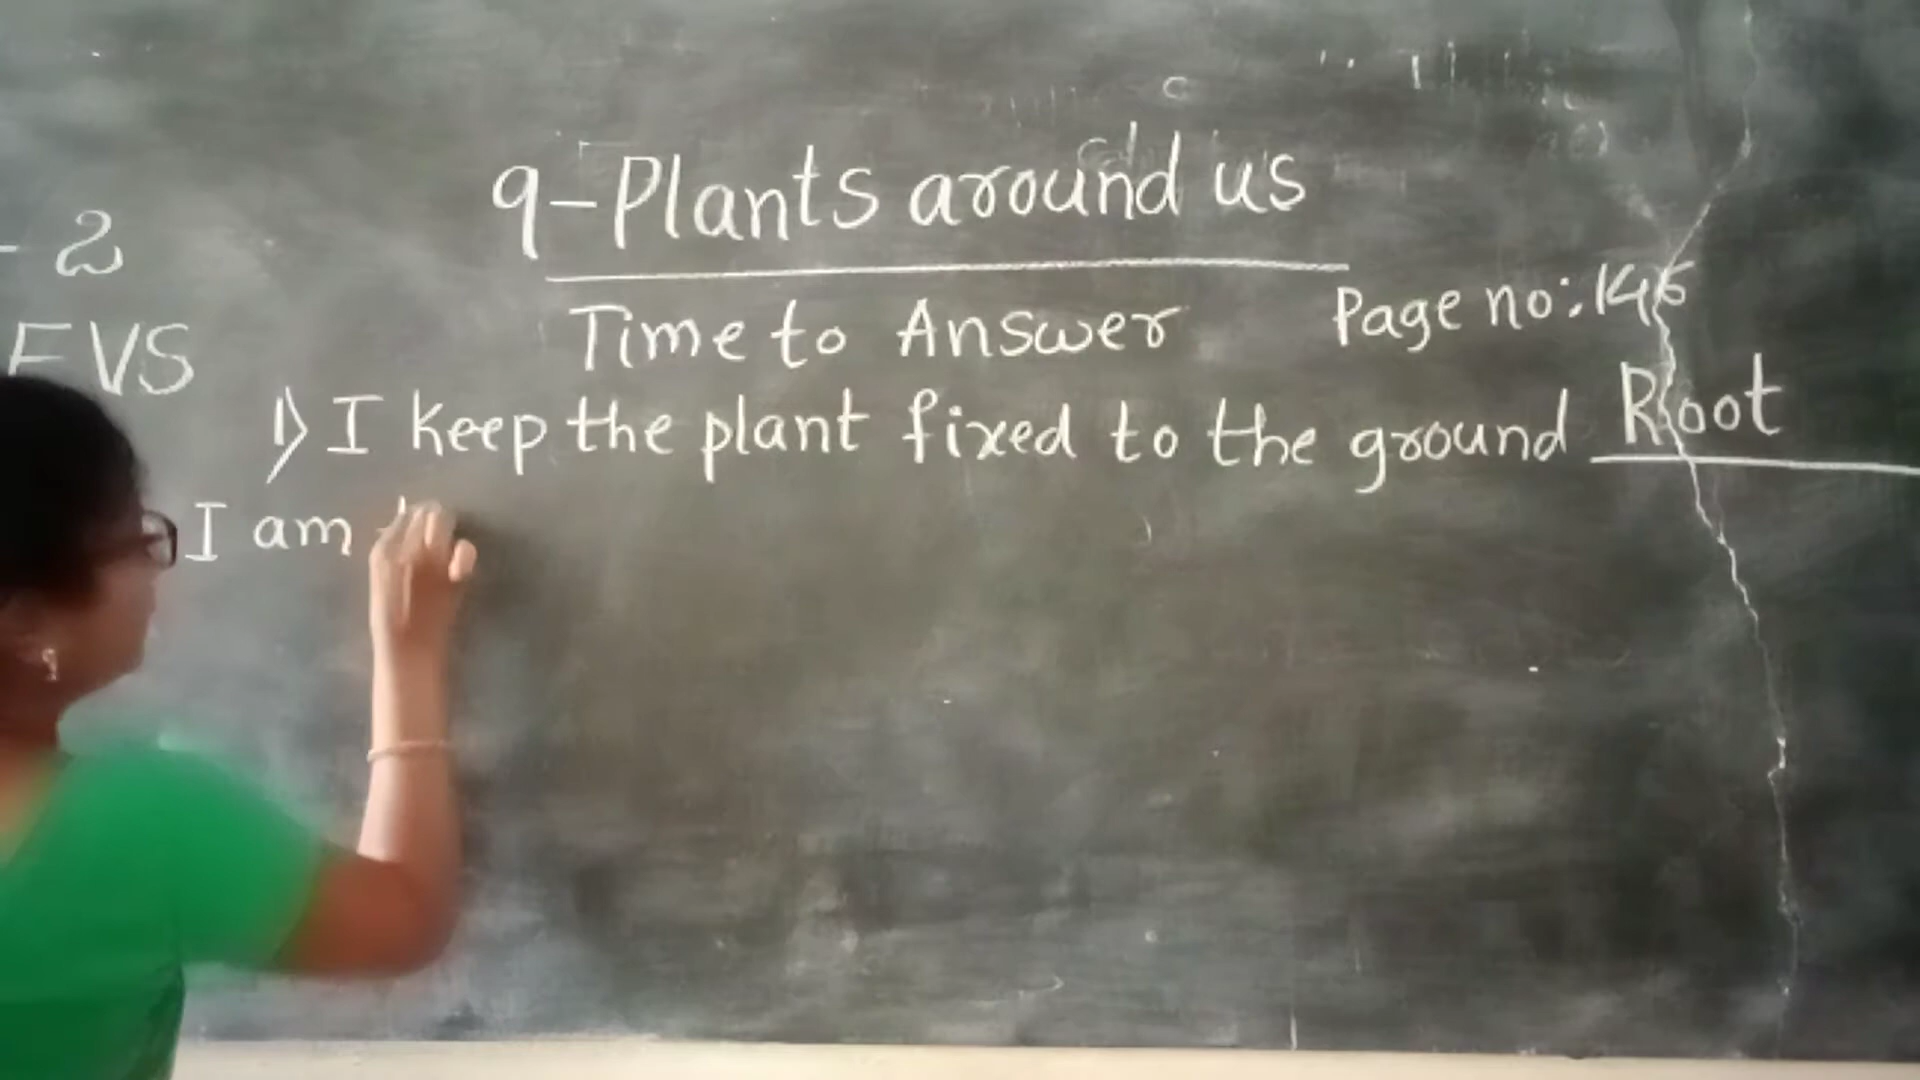 9-Plants around us
- 2
Time to Answer
Page no:146
EVS
1) I keep the plant fixed to the ground Root
I am